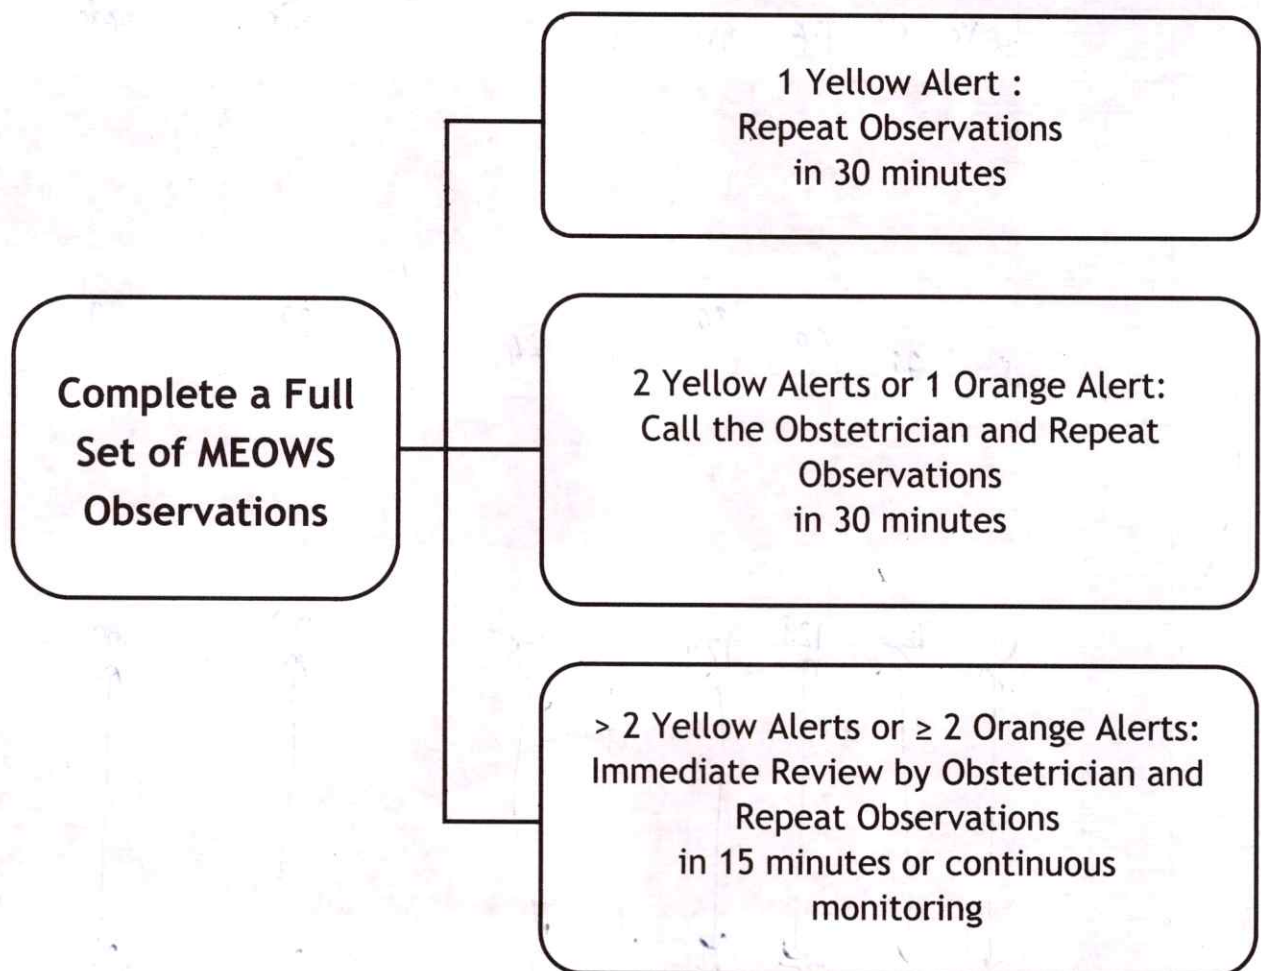 Complete a Full
Set of MEOWS
Observations
1 Yellow Alert :
Repeat Observations
in 30 minutes
2 Yellow Alerts or 1 Orange Alert:
Call the Obstetrician and Repeat
Observations
in 30 minutes
> 2 Yellow Alerts or ≥ 2 Orange Alerts:
Immediate Review by Obstetrician and
Repeat Observations
in 15 minutes or continuous
monitoring